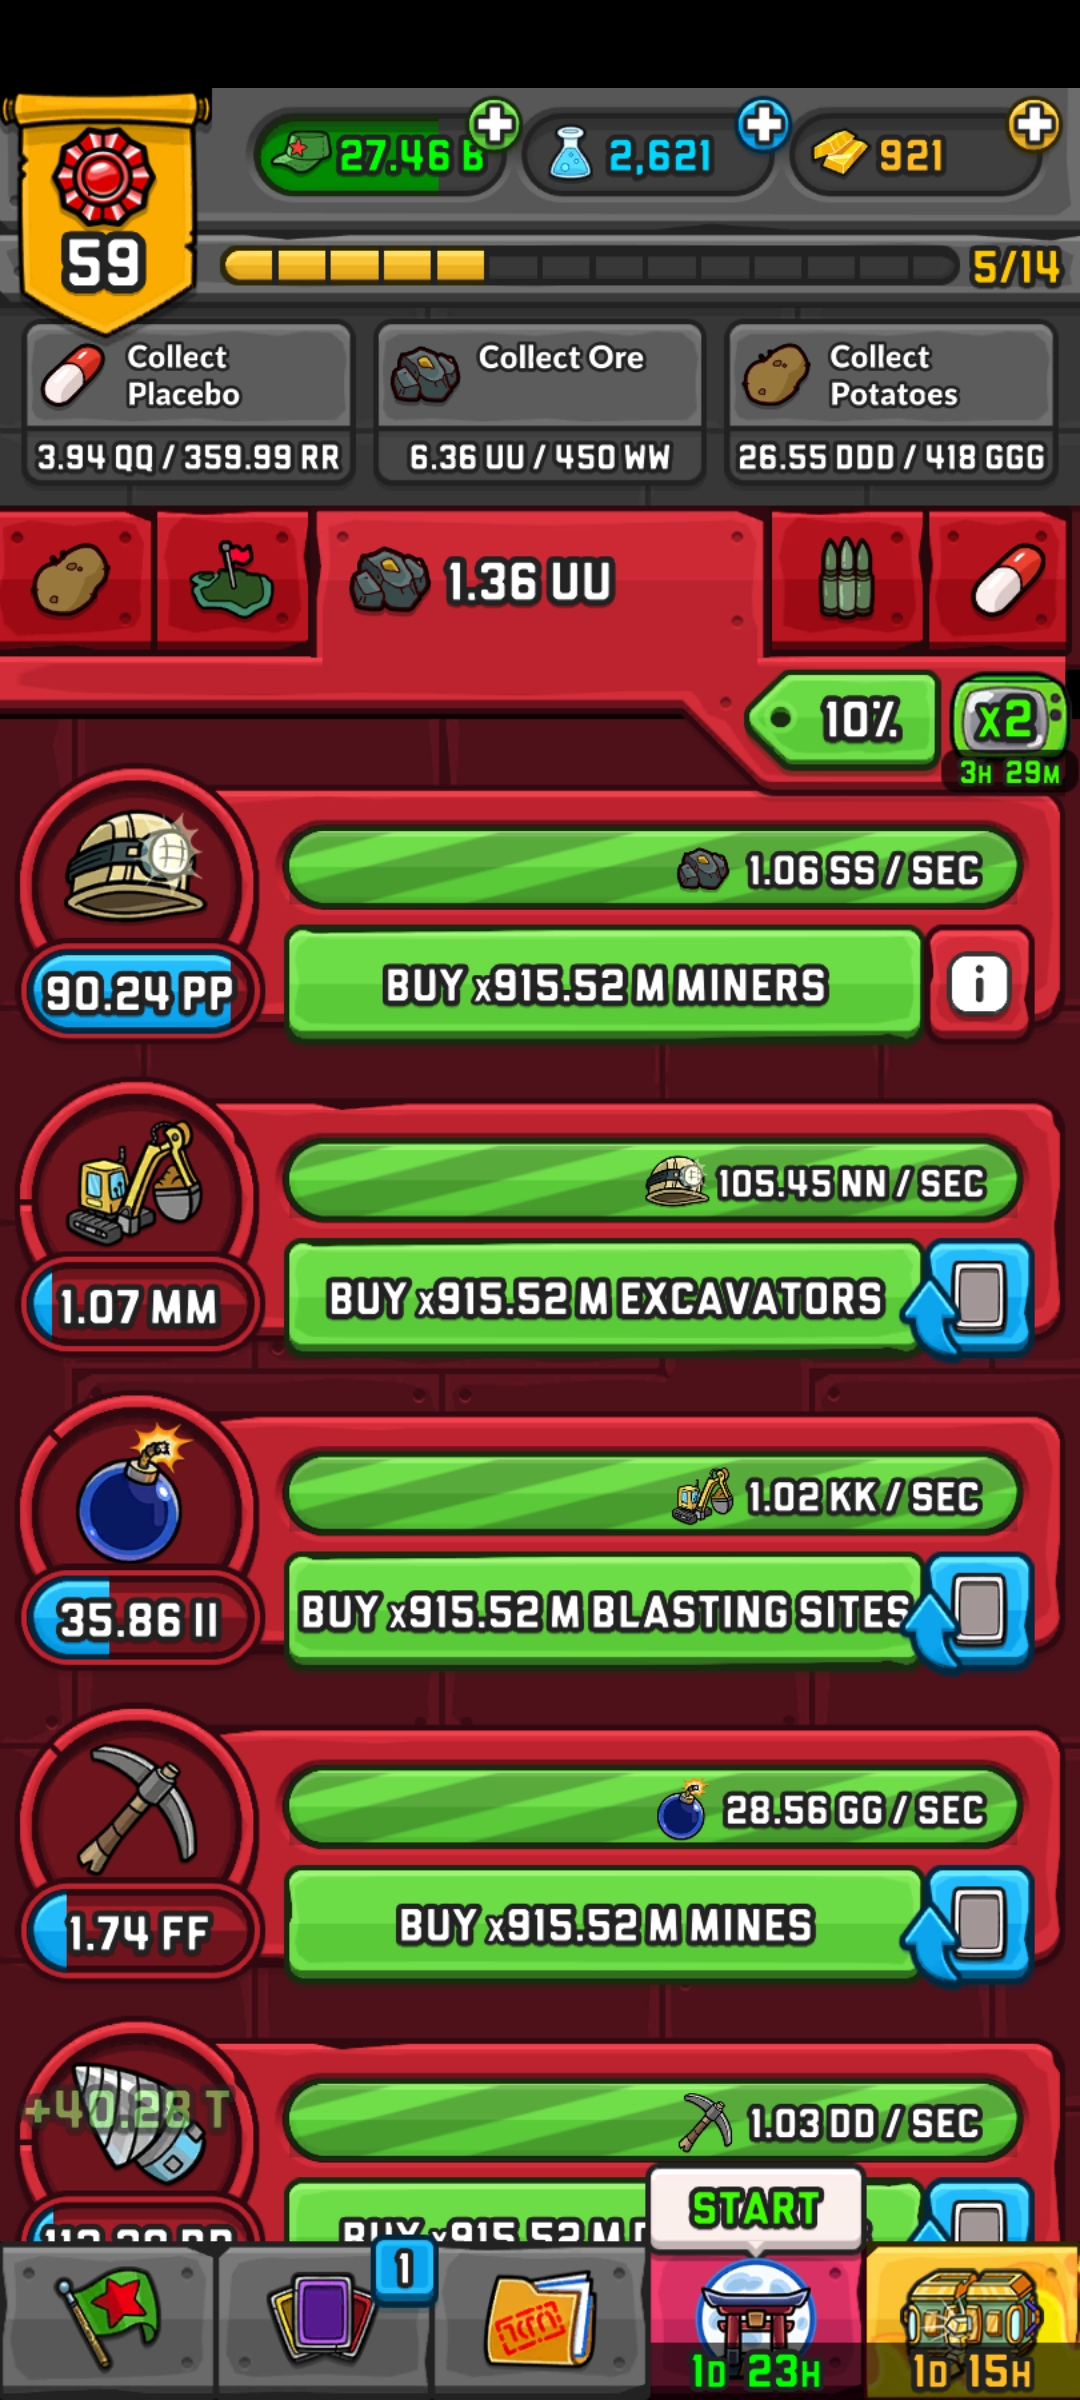 27.46 B
2,621
921
59
5/14
Collect
Placebo
3.94 QQ / 359.99 RR
Collect Ore
6.36 UU / 450 WW
Collect
Potatoes
26.55 DDD / 418 GGG
1.36 UU
10%
x2
3H 29M
1.06 SS / SEC
90.24 PP
BUY x915.52 M MINERS
i
105.45 NN / SEC
1.07 MM
BUY x915.52 M EXCAVATORS
1.02 KK / SEC
35.86 II
BUY x915.52 M BLASTING SITES
28.56 GG / SEC
1.74 FF
BUY x915.52 M MINES
+40.28 T
1.03 DD / SEC
BUY x915.52 M
START
1
1D 23H
1D 15H